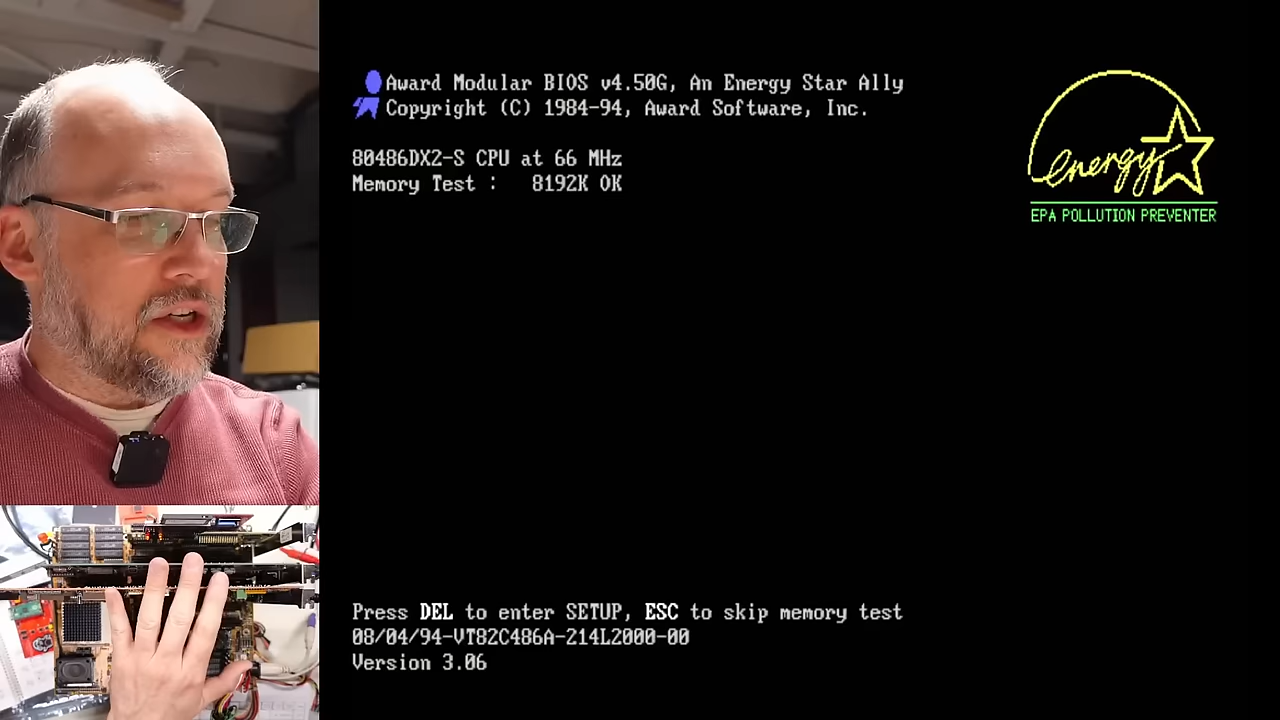 Award Modular BIOS v4.50G, An Energy Star Ally
Copyright (C) 1984-94, Award Software, Inc.
energy
EPA POLLUTION PREVENTER
80486DX2-S CPU at 66 MHz
Memory Test :   8192K OK
Press DEL to enter SETUP, ESC to skip memory test
08/04/94-VT82C486A-214L2000-00
Version 3.06